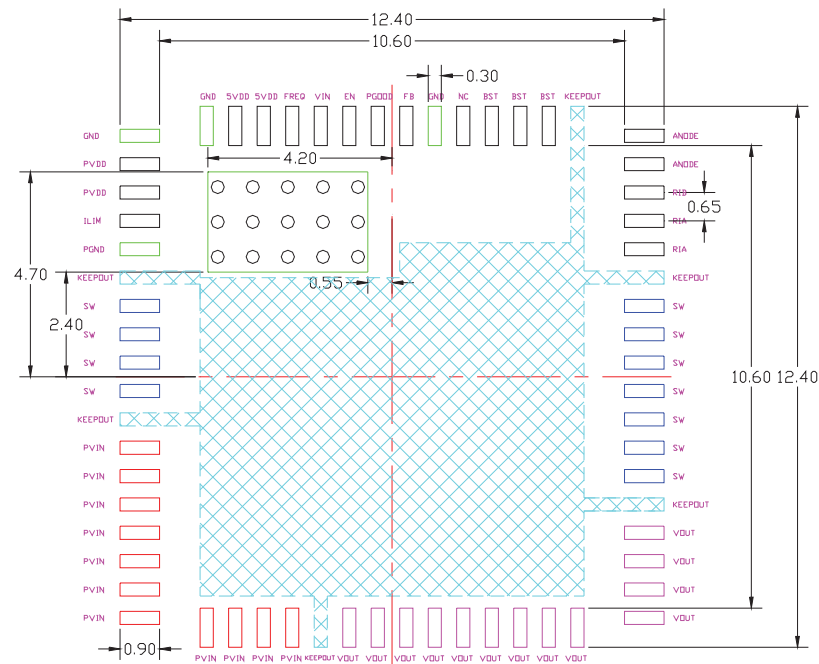 12.40
10.60
0.30
GND 5VDD 5VDD FREQ VIN EN PGOOD FB GND NC BST BST BST KEEPOUT
GND
ANODE
4.20
PVDD
ANODE
PVDD
RIB
0.65
ILIM
RIA
PGND
RIA
4.70
KEEPOUT
KEEPOUT
0.55
SW
SW
2.40
SW
SW
SW
SW
10.60 12.40
SW
SW
KEEPOUT
SW
PVIN
SW
PVIN
SW
PVIN
KEEPOUT
PVIN
VOUT
PVIN
VOUT
PVIN
VOUT
PVIN
VOUT
0.90
PVIN PVIN PVIN PVIN KEEPOUT VOUT VOUT VOUT VOUT VOUT VOUT VOUT VOUT VOUT